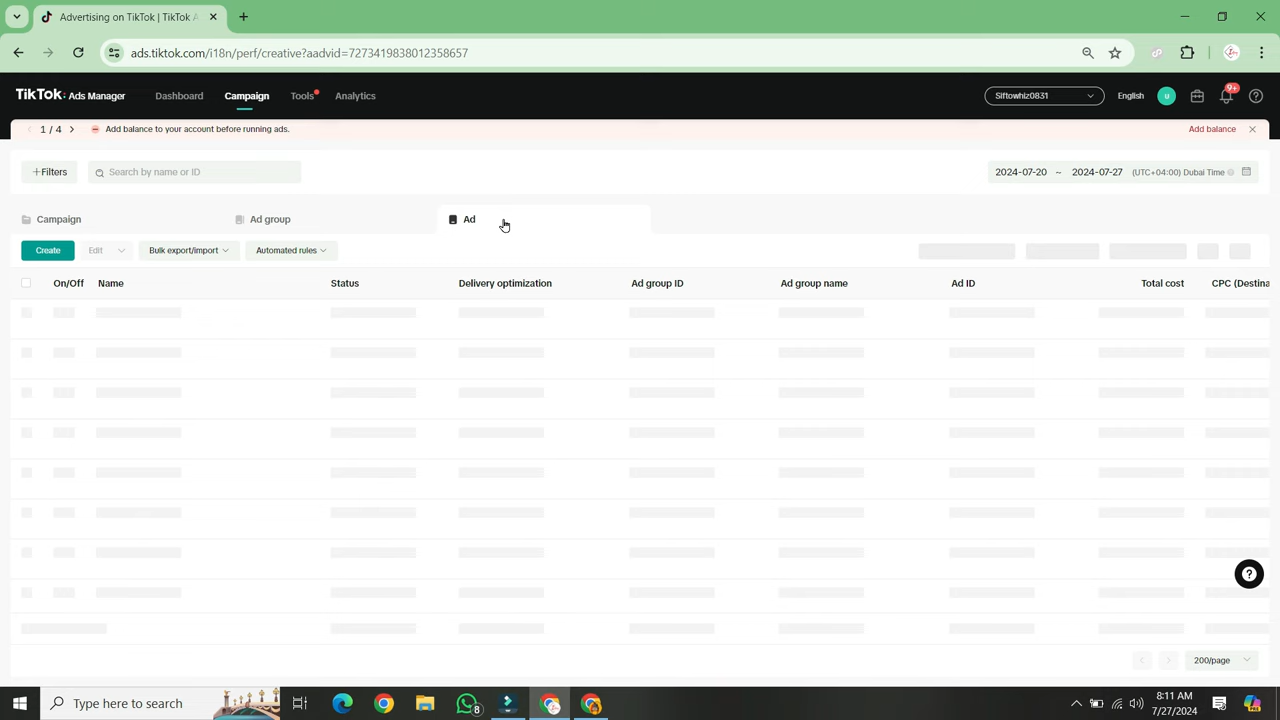 Advertising on TikTok | TikTok A
ads.tiktok.com/i18n/perf/creative?aadvid=7273419838012358657
TikTok: Ads Manager
Dashboard
Campaign
Tools
Analytics
Siftowhiz0831
English
u
9+
1 / 4
Add balance to your account before running ads.
Add balance
+Filters
Search by name or ID
2024-07-20 ~ 2024-07-27 (UTC+04:00) Dubai Time
Campaign
Ad group
Ad
Create
Edit
Bulk export/import
Automated rules
On/Off
Name
Status
Delivery optimization
Ad group ID
Ad group name
Ad ID
Total cost
CPC (Destina
200/page
Type here to search
8
8:11 AM
7/27/2024